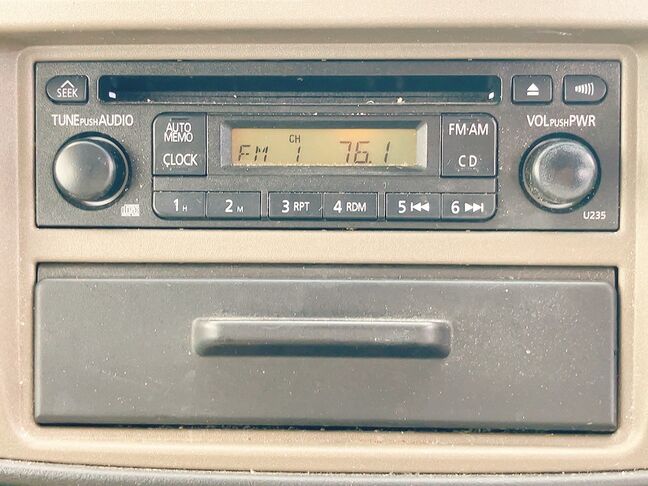 SEEK
TUNE PUSH AUDIO
AUTO MEMO
CLOCK
FM CH 1 76.1
FM·AM
CD
VOL PUSH PWR
1 H
2 M
3 RPT
4 RDM
5
6
U235